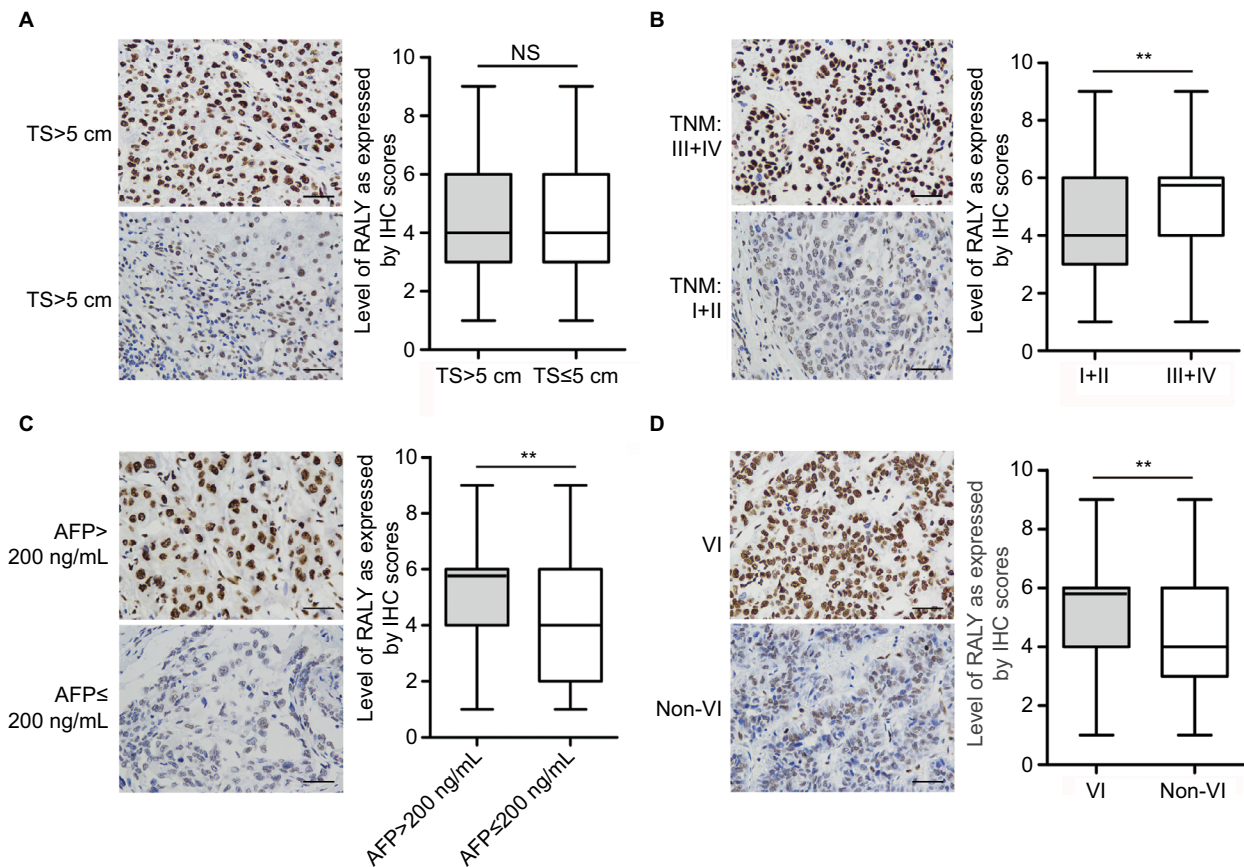 A
TS>5 cm
TS>5 cm
Level of RALY as expressed
by IHC scores
10
8
6
4
2
0
NS
TS>5 cm
TS≤5 cm
B
TNM:
III+IV
TNM:
I+II
Level of RALY as expressed
by IHC scores
10
8
6
4
2
0
**
I+II
III+IV
C
AFP>
200 ng/mL
AFP≤
200 ng/mL
Level of RALY as expressed
by IHC scores
10
8
6
4
2
0
**
AFP>200 ng/mL
AFP≤200 ng/mL
D
VI
Non-VI
Level of RALY as expressed
by IHC scores
10
8
6
4
2
0
**
VI
Non-VI